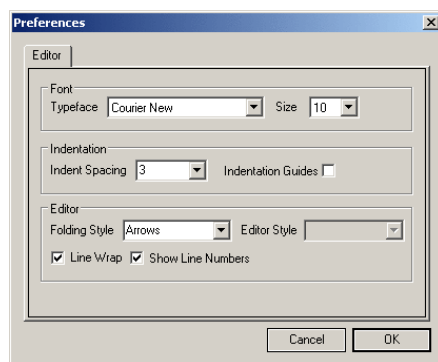 Preferences
Editor
Font
Typeface Courier New Size 10
Indentation
Indent Spacing 3 Indentation Guides
Editor
Folding Style Arrows Editor Style
Line Wrap Show Line Numbers
Cancel OK